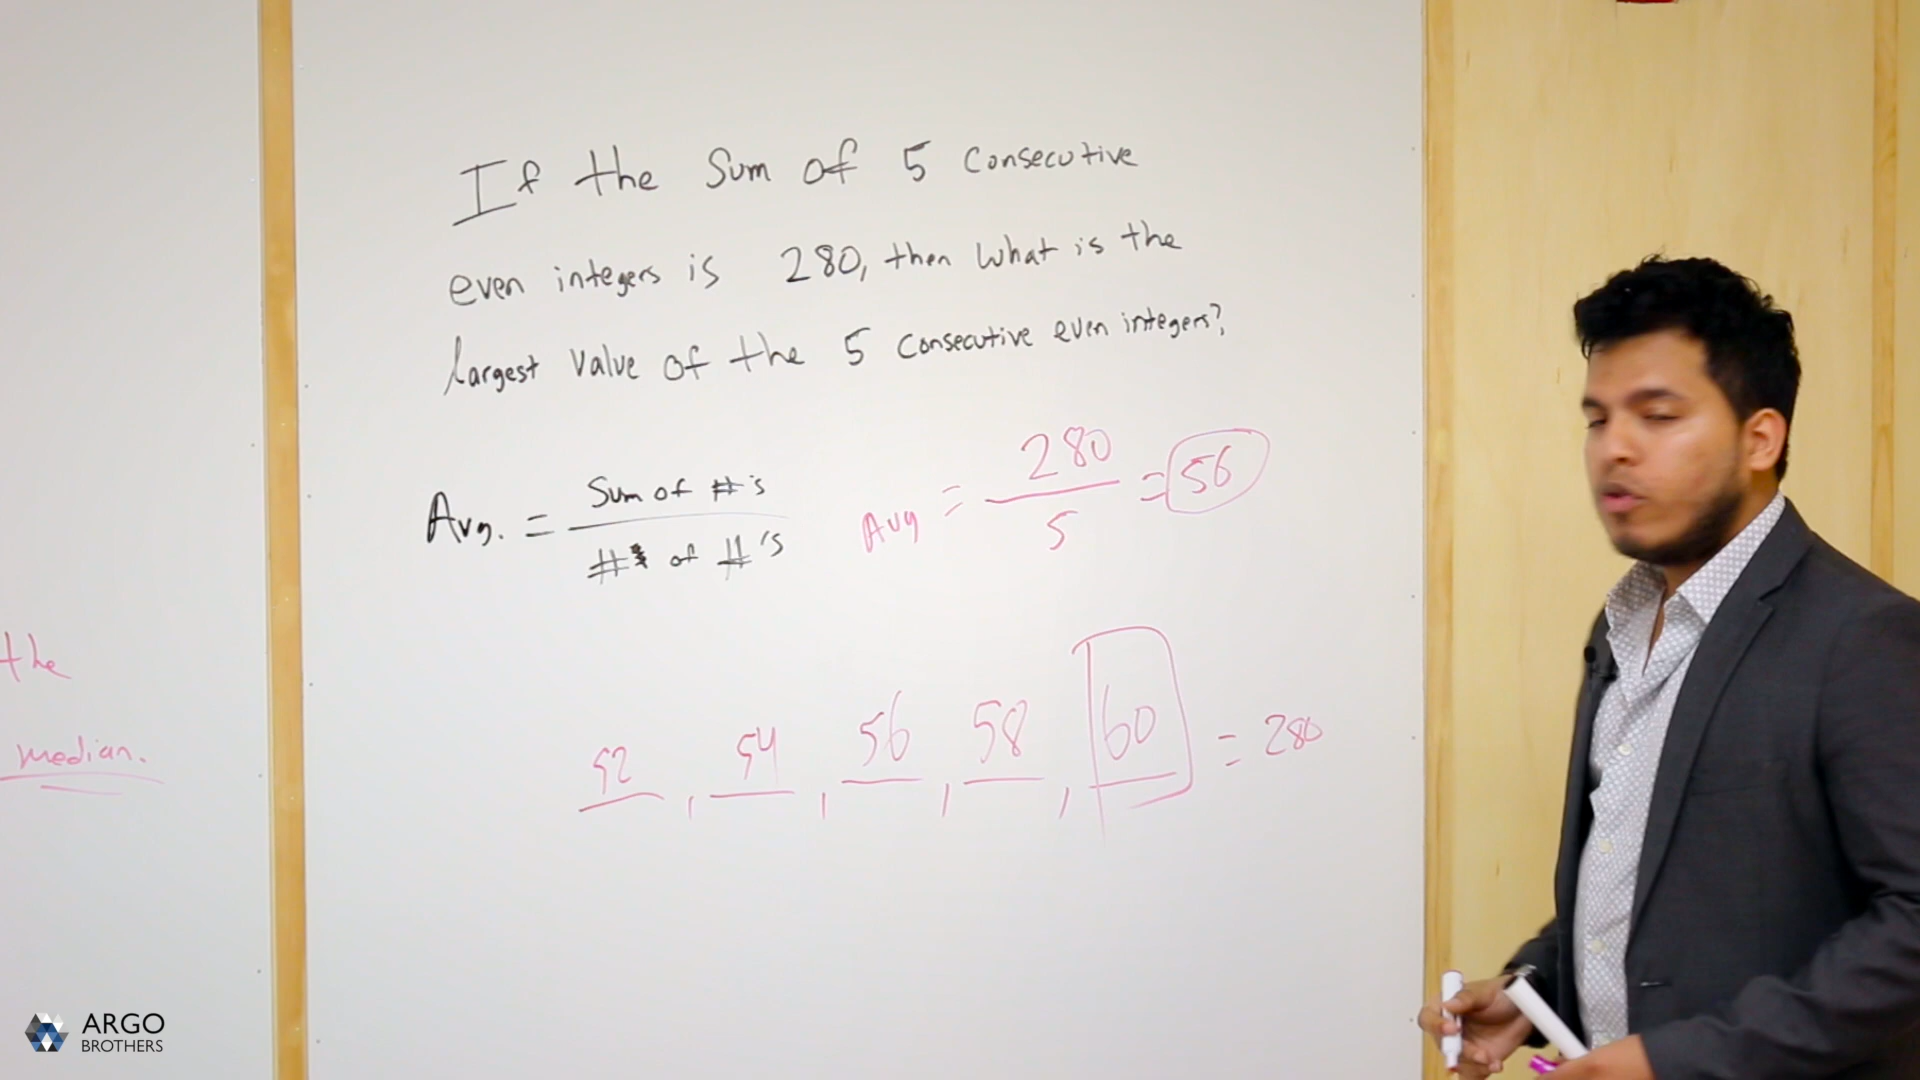 If the sum of 5 consecutive
even integers is 280, then what is the
largest value of the 5 consecutive even integers?
Avg. = Sum of #'s / # of #'s
Avg = 280 / 5 = 56
the
median.
52, 54, 56, 58, 60 = 280
ARGO
BROTHERS